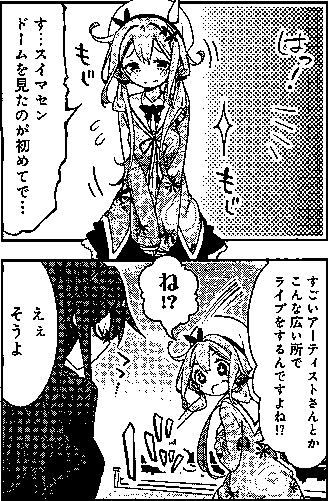 はっ!
す…スイマセン
ドームを見たのが初めてで…
もじ
もじ
すごいアーティストさんとか
こんな広い所で
ライブをするんですよね!?
ね!?
えぇ
そうよ